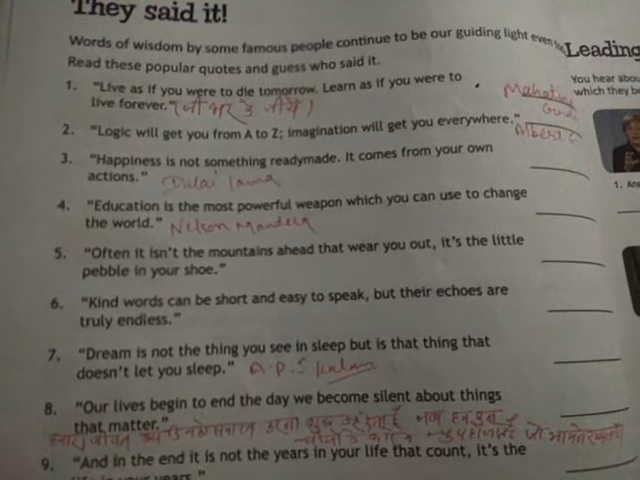 They said it!
Words of wisdom by some famous people continue to be our guiding light even
Read these popular quotes and guess who said it.
1. "Live as if you were to die tomorrow. Learn as if you were to
live forever." (जी भर के जीये)
2. "Logic will get you from A to Z; imagination will get you everywhere."
3. "Happiness is not something readymade. It comes from your own
actions." Dalai lama
4. "Education is the most powerful weapon which you can use to change
the world." Nelson Mandela
5. "Often it isn't the mountains ahead that wear you out, it's the little
pebble in your shoe."
6. "Kind words can be short and easy to speak, but their echoes are
truly endless."
7. "Dream is not the thing you see in sleep but is that thing that
doesn't let you sleep." A.P.J Kalam
8. "Our lives begin to end the day we become silent about things
that matter."
9. "And in the end it is not the years in your life that count, it's the
Leading
You hear abou
which they b
1. An